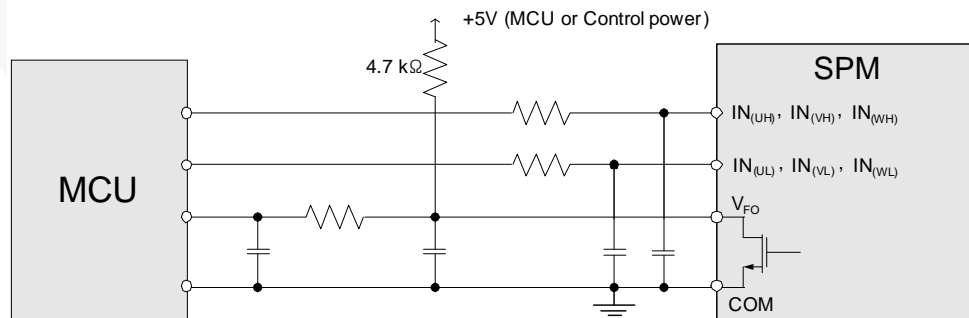 +5V (MCU or Control power)
4.7 kΩ
SPM
IN(UH), IN(VH), IN(WH)
IN(UL), IN(VL), IN(WL)
MCU
VFO
COM